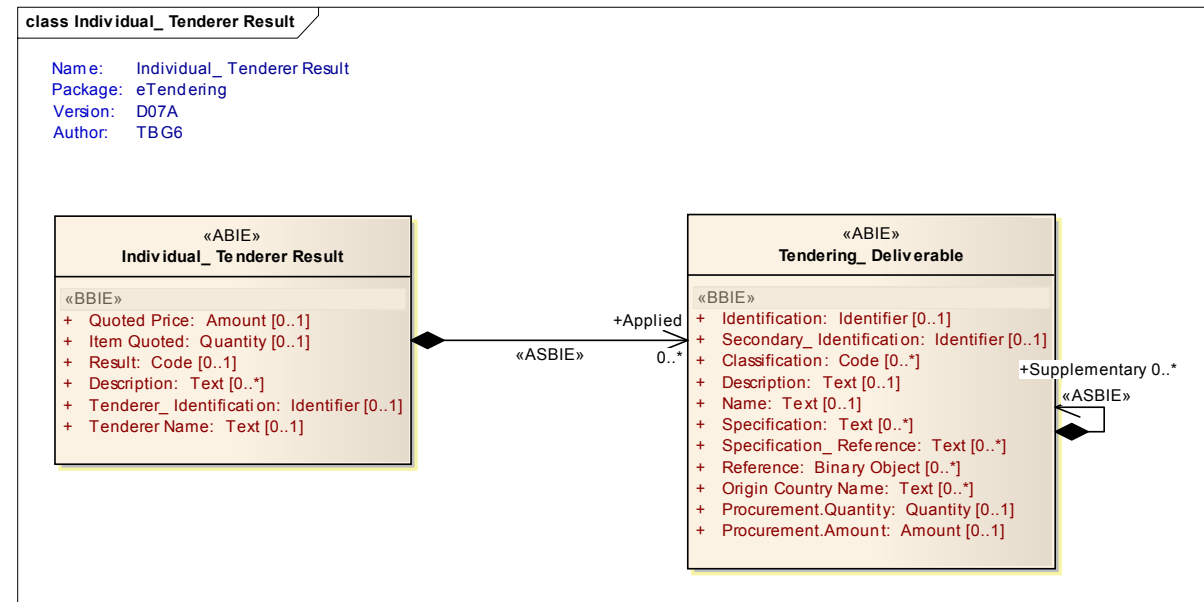 class Individual_ Tenderer Result
Name: Individual_ Tenderer Result
Package: eTendering
Version: D07A
Author: TBG6
«ABIE»
Individual_ Tenderer Result
«BBIE»
+ Quoted Price: Amount [0..1]
+ Item Quoted: Quantity [0..1]
+ Result: Code [0..1]
+ Description: Text [0..*]
+ Tenderer_ Identification: Identifier [0..1]
+ Tenderer Name: Text [0..1]
+Applied
«ASBIE»
0..*
«ABIE»
Tendering_ Deliverable
«BBIE»
+ Identification: Identifier [0..1]
+ Secondary_ Identification: Identifier [0..1]
+ Classification: Code [0..*]
+ Description: Text [0..1]
+ Name: Text [0..1]
+ Specification: Text [0..*]
+ Specification_ Reference: Text [0..*]
+ Reference: Binary Object [0..*]
+ Origin Country Name: Text [0..*]
+ Procurement.Quantity: Quantity [0..1]
+ Procurement.Amount: Amount [0..1]
+Supplementary 0..*
«ASBIE»